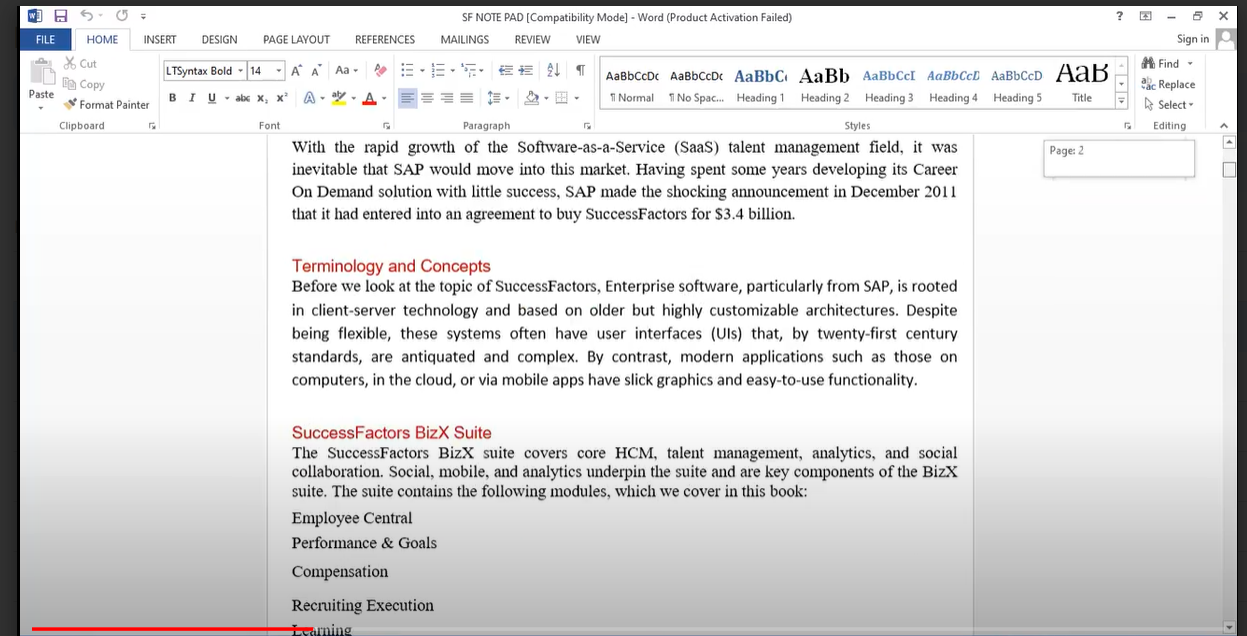 SF NOTE PAD [Compatibility Mode] - Word (Product Activation Failed)
FILE HOME INSERT DESIGN PAGE LAYOUT REFERENCES MAILINGS REVIEW VIEW Sign in
Paste
Cut
Copy
Format Painter
Clipboard
LTSyntax Bold 14
Aa
B I U abc X₂ X²
Font
Paragraph
AaBbCcDc AaBbCcDc AaBbC AaBb AaBbCcI AaBbCcD AaBbCcD AaB
¶ Normal ¶ No Spac... Heading 1 Heading 2 Heading 3 Heading 4 Heading 5 Title
Styles
Find
Replace
Select
Editing
Page: 2
With the rapid growth of the Software-as-a-Service (SaaS) talent management field, it was
inevitable that SAP would move into this market. Having spent some years developing its Career
On Demand solution with little success, SAP made the shocking announcement in December 2011
that it had entered into an agreement to buy SuccessFactors for $3.4 billion.
Terminology and Concepts
Before we look at the topic of SuccessFactors, Enterprise software, particularly from SAP, is rooted
in client-server technology and based on older but highly customizable architectures. Despite
being flexible, these systems often have user interfaces (UIs) that, by twenty-first century
standards, are antiquated and complex. By contrast, modern applications such as those on
computers, in the cloud, or via mobile apps have slick graphics and easy-to-use functionality.
SuccessFactors BizX Suite
The SuccessFactors BizX suite covers core HCM, talent management, analytics, and social
collaboration. Social, mobile, and analytics underpin the suite and are key components of the BizX
suite. The suite contains the following modules, which we cover in this book:
Employee Central
Performance & Goals
Compensation
Recruiting Execution
Learning